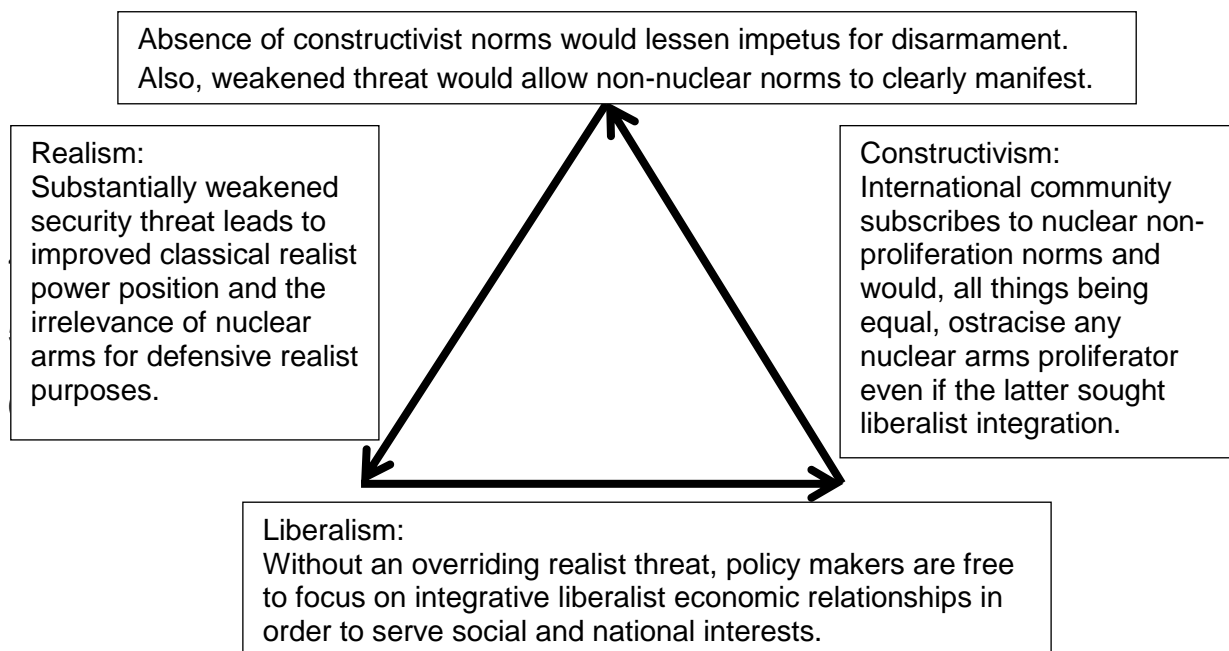 Absence of constructivist norms would lessen impetus for disarmament.
Also, weakened threat would allow non-nuclear norms to clearly manifest.
Realism:
Substantially weakened
security threat leads to
improved classical realist
power position and the
irrelevance of nuclear
arms for defensive realist
purposes.
Constructivism:
International community
subscribes to nuclear non-
proliferation norms and
would, all things being
equal, ostracise any
nuclear arms proliferator
even if the latter sought
liberalist integration.
Liberalism:
Without an overriding realist threat, policy makers are free
to focus on integrative liberalist economic relationships in
order to serve social and national interests.